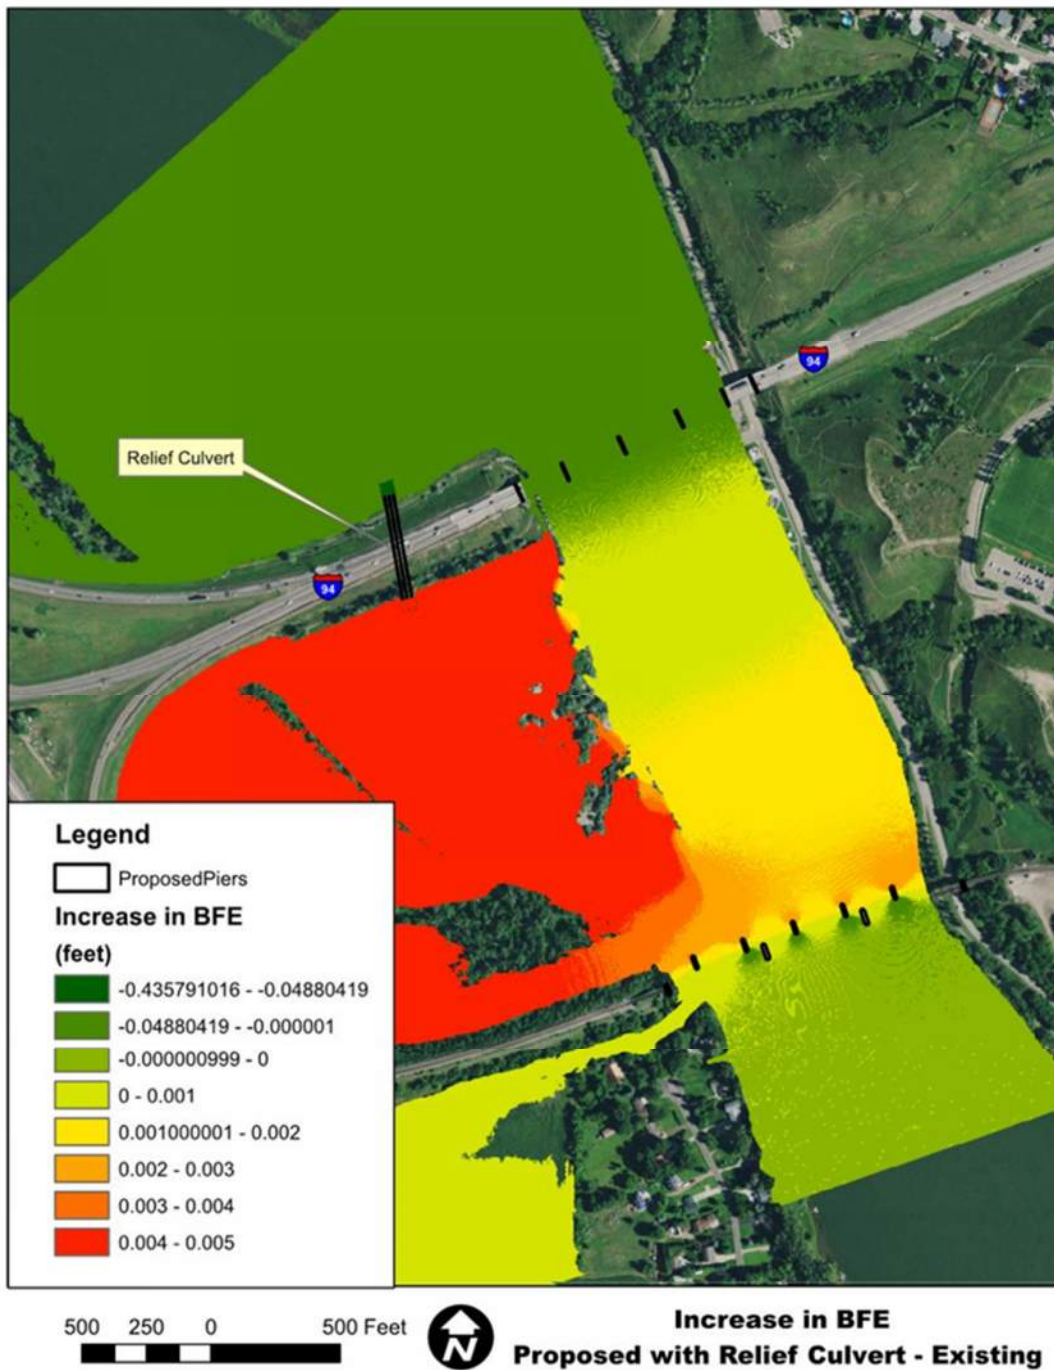 94
Relief Culvert
94
Legend
ProposedPiers
Increase in BFE
(feet)
-0.435791016 - -0.04880419
-0.04880419 - -0.000001
-0.000000999 - 0
0 - 0.001
0.001000001 - 0.002
0.002 - 0.003
0.003 - 0.004
0.004 - 0.005
500 250 0 500 Feet
N
Increase in BFE
Proposed with Relief Culvert - Existing